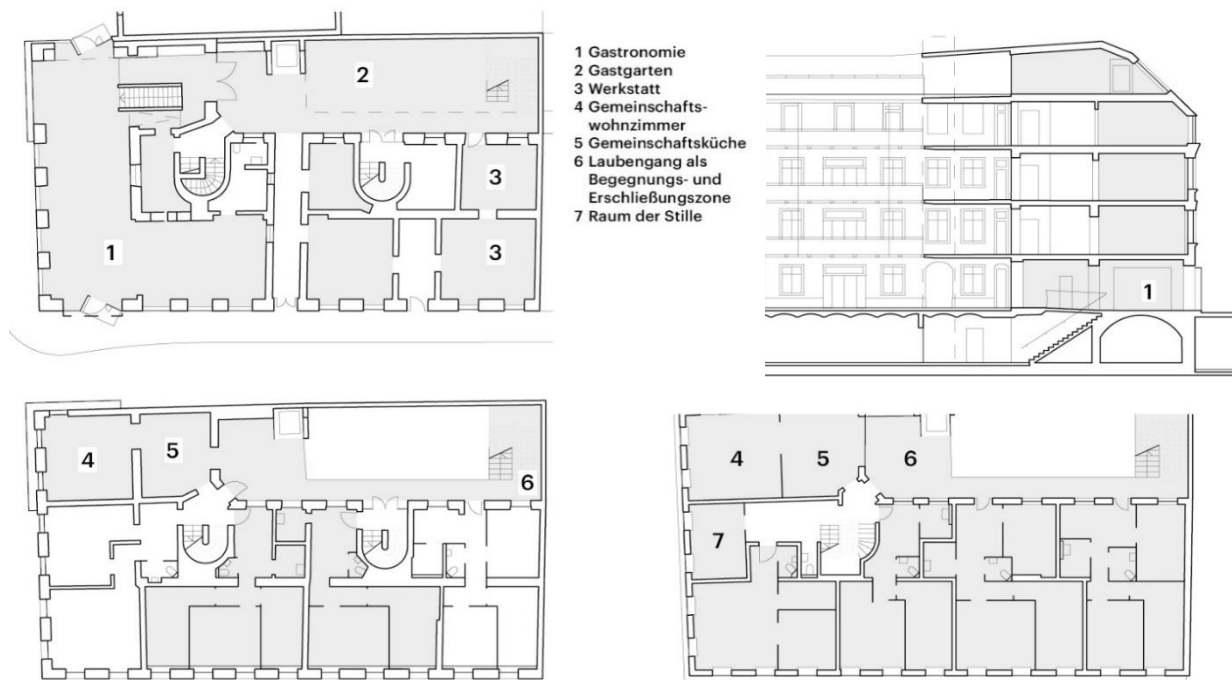 2
3
3
1
1 Gastronomie
2 Gastgarten
3 Werkstatt
4 Gemeinschafts-
wohnzimmer
5 Gemeinschaftsküche
6 Laubengang als
Begegnungs- und
Erschließungszone
7 Raum der Stille
1
4
5
6
4
5
6
7